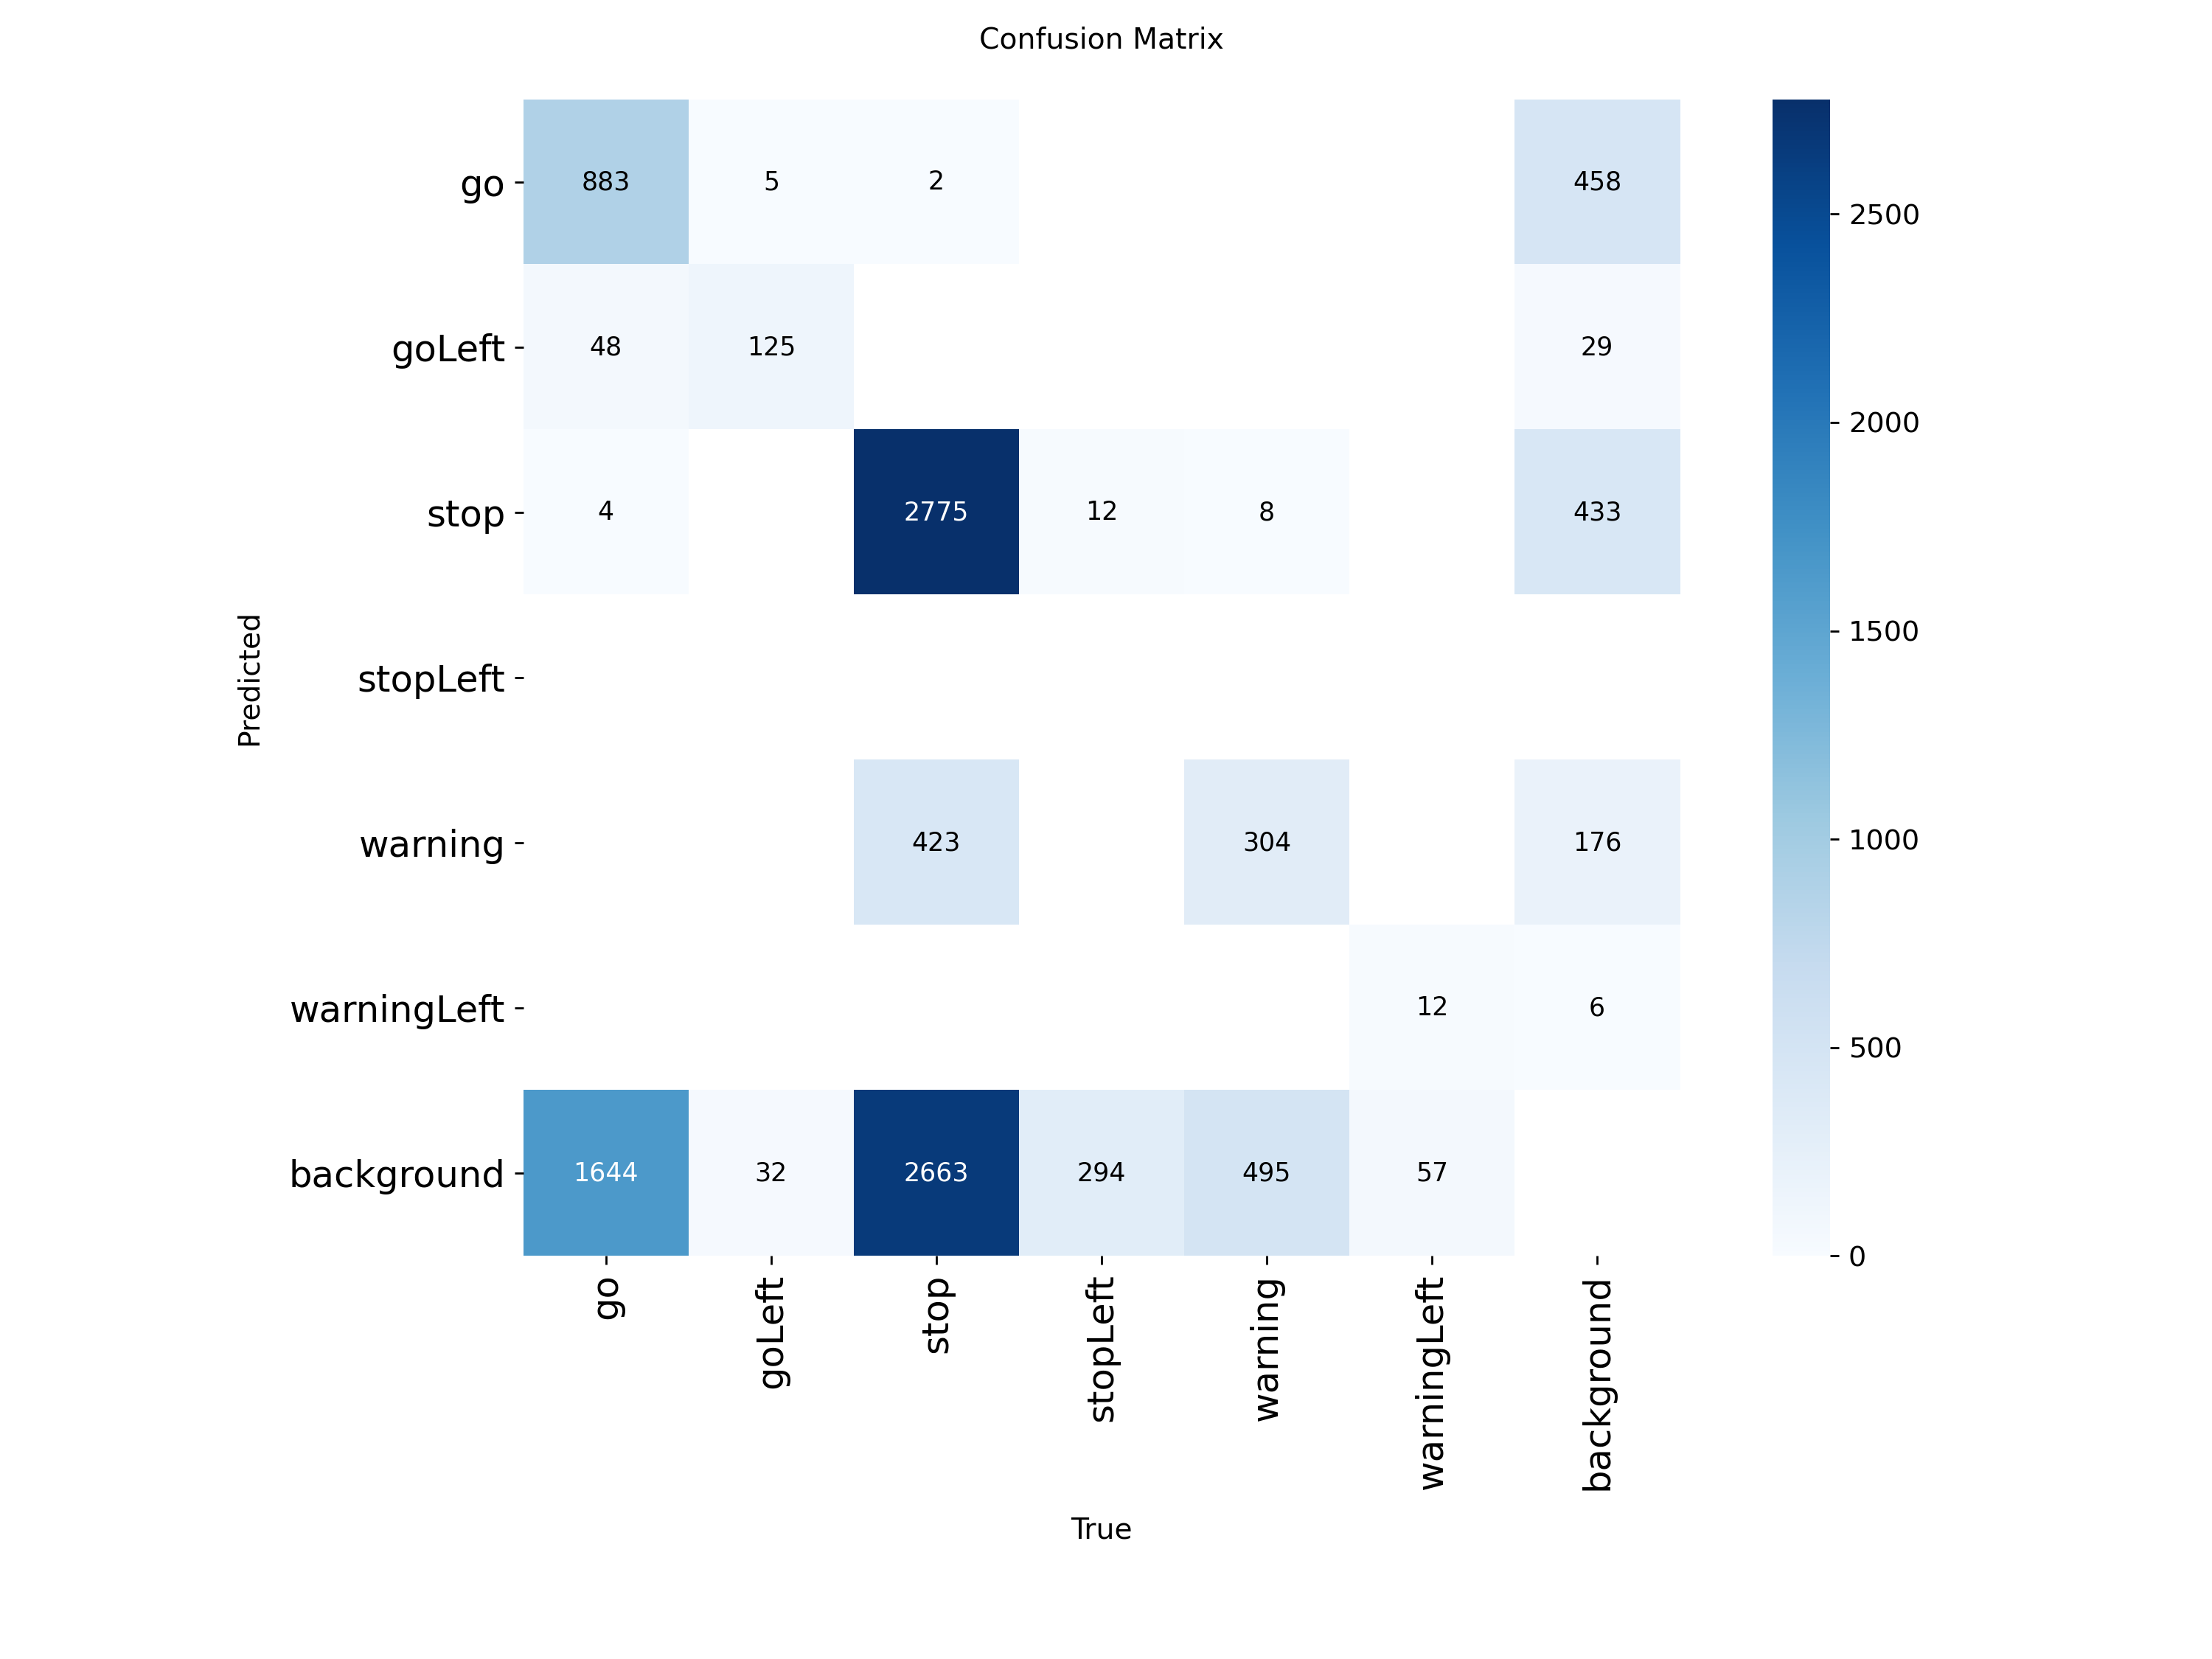 Confusion Matrix
go 883 5 2 458
goLeft 48 125 29
stop 4 2775 12 8 433
stopLeft
warning 423 304 176
warningLeft 12 6
background 1644 32 2663 294 495 57
go goLeft stop stopLeft warning warningLeft background
True
Predicted
2500
2000
1500
1000
500
0